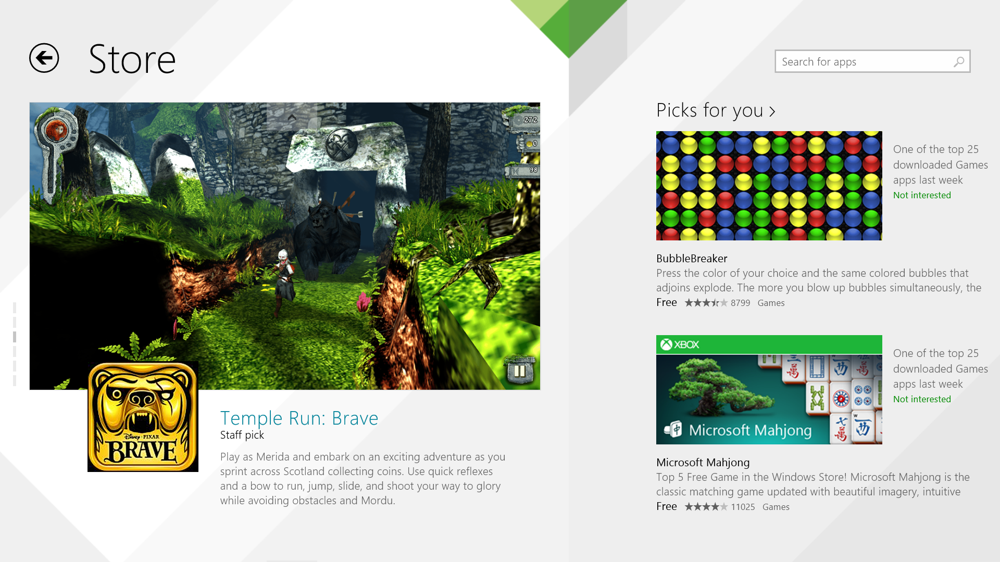 Store
Search for apps
272
0
98
DISNEY · PIXAR
BRAVE
Temple Run: Brave
Staff pick
Play as Merida and embark on an exciting adventure as you
sprint across Scotland collecting coins. Use quick reflexes
and a bow to run, jump, slide, and shoot your way to glory
while avoiding obstacles and Mordu.
Picks for you
One of the top 25
downloaded Games
apps last week
Not interested
BubbleBreaker
Press the color of your choice and the same colored bubbles that
adjoins explode. The more you blow up bubbles simultaneously, the
Free 8799 Games
XBOX
Microsoft Mahjong
One of the top 25
downloaded Games
apps last week
Not interested
Microsoft Mahjong
Top 5 Free Game in the Windows Store! Microsoft Mahjong is the
classic matching game updated with beautiful imagery, intuitive
Free 11025 Games